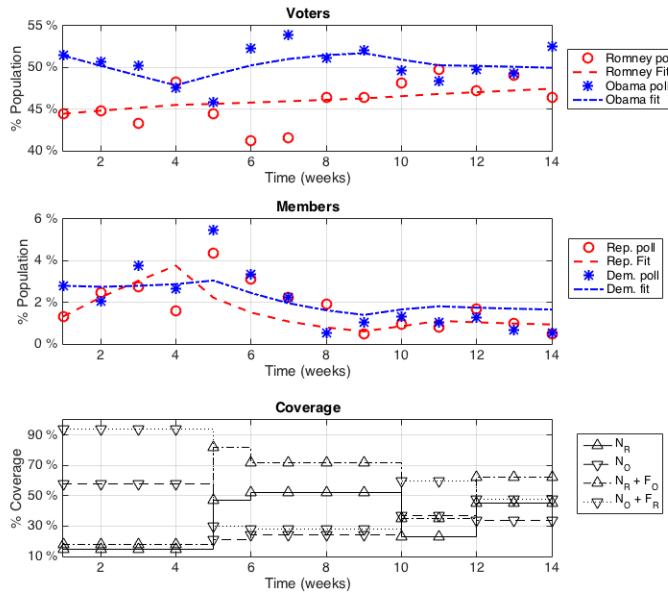 Voters
55 %
50 %
45 %
40 %
% Population
2 4 6 8 10 12 14
Time (weeks)
Romney pol
Romney Fit
Obama poll
Obama fit
Members
6 %
4 %
2 %
0 %
% Population
2 4 6 8 10 12 14
Time (weeks)
Rep. poll
Rep. Fit
Dem. poll
Dem. fit
Coverage
90 %
70 %
50 %
30 %
10 %
% Coverage
2 4 6 8 10 12 14
Time (weeks)
N_R
N_O
N_R + F_O
N_O + F_R